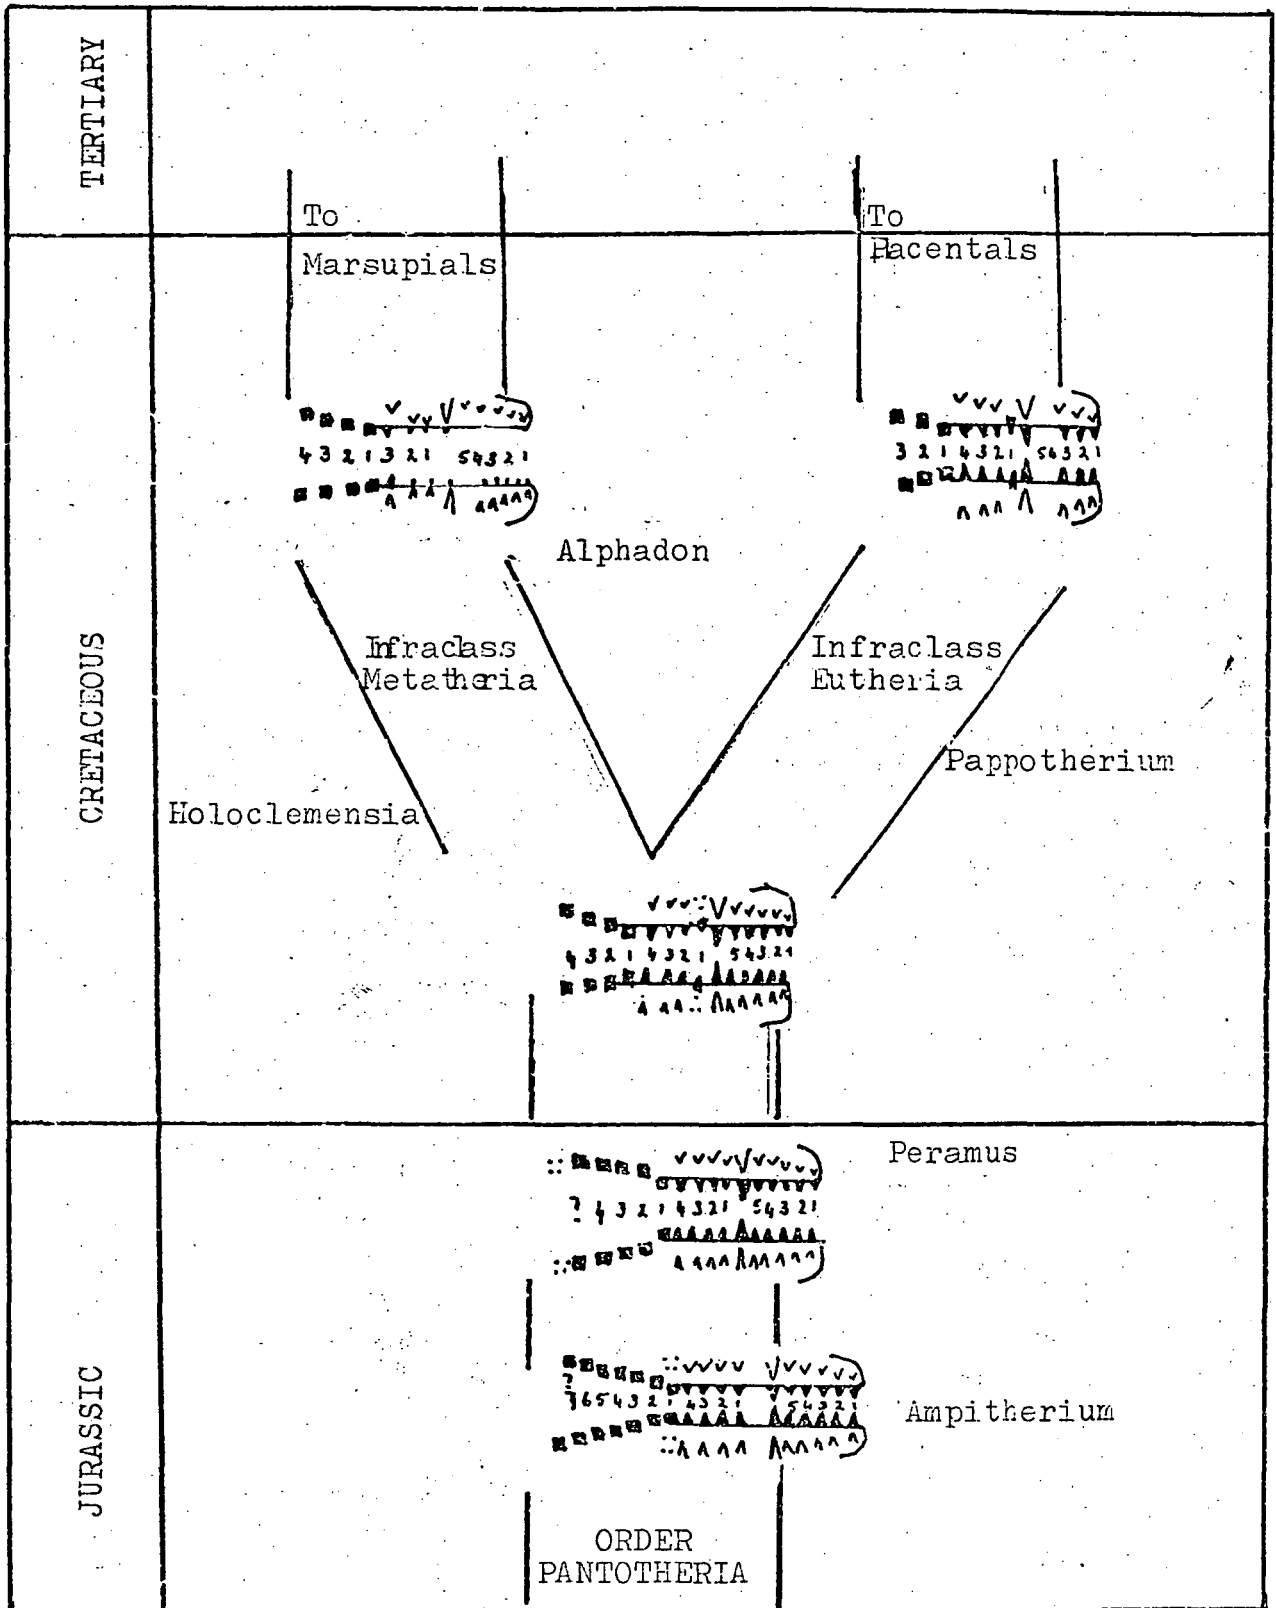 TERTIARY
To
Marsupials
To
Placentals
4 3 2 1 3 2 1 5 4 3 2 1
3 2 1 4 3 2 1 5 4 3 2 1
Alphadon
CRETACEOUS
Infraclass
Metatheria
Infraclass
Eutheria
Pappotherium
Holoclemensia
4 3 2 1 4 3 2 1 5 4 3 2 1
Peramus
? 4 3 2 1 4 3 2 1 5 4 3 2 1
JURASSIC
?
7 6 5 4 3 2 1 4 3 2 1 5 4 3 2 1
Ampitherium
ORDER
PANTOTHERIA